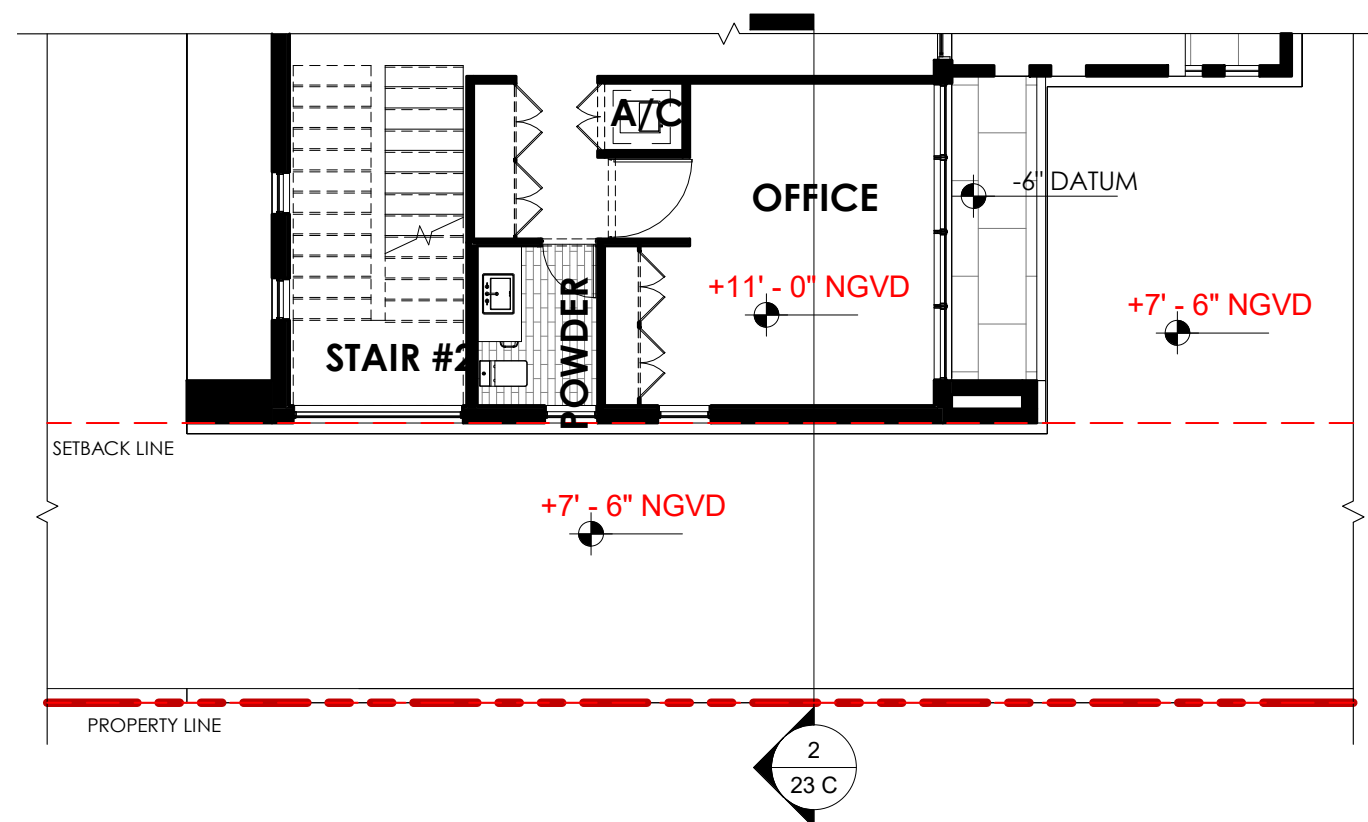 A/C
-6" DATUM
OFFICE
+11' - 0" NGVD
+7' - 6" NGVD
STAIR #2
POWDER
SETBACK LINE
+7' - 6" NGVD
PROPERTY LINE
2
23 C